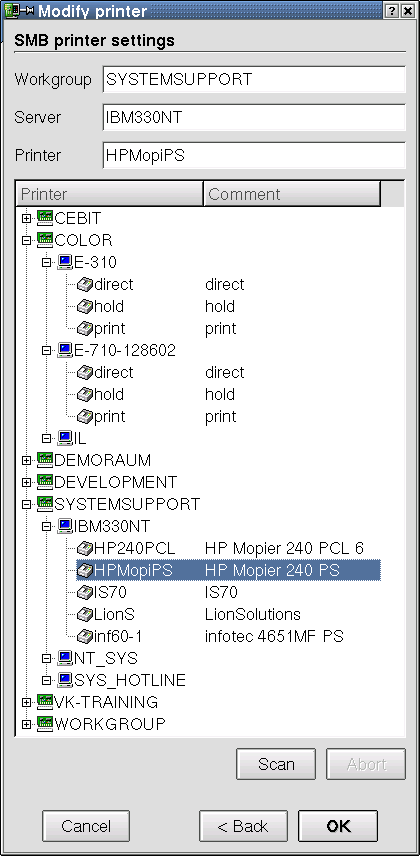 Modify printer
SMB printer settings
Workgroup SYSTEMSUPPORT
Server IBM330NT
Printer HPMopiPS
Printer Comment
CEBIT
COLOR
E-310
direct direct
hold hold
print print
E-710-128602
direct direct
hold hold
print print
IL
DEMORAUM
DEVELOPMENT
SYSTEMSUPPORT
IBM330NT
HP240PCL HP Mopier 240 PCL 6
HPMopiPS HP Mopier 240 PS
IS70 IS70
LionS LionSolutions
inf60-1 infotec 4651MF PS
NT_SYS
SYS_HOTLINE
VK-TRAINING
WORKGROUP
Scan Abort
Cancel < Back OK